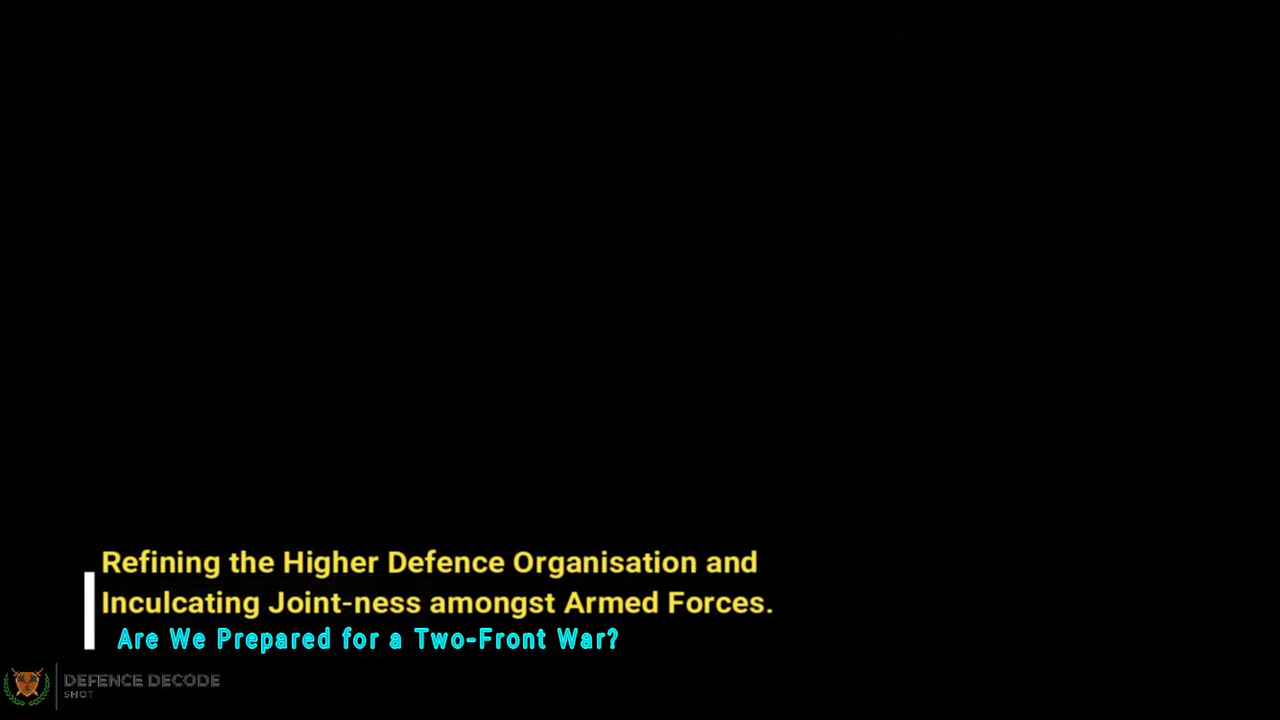 Refining the Higher Defence Organisation and
Inculcating Joint-ness amongst Armed Forces.
Are We Prepared for a Two-Front War?
DEFENCE DECODE
SHOT